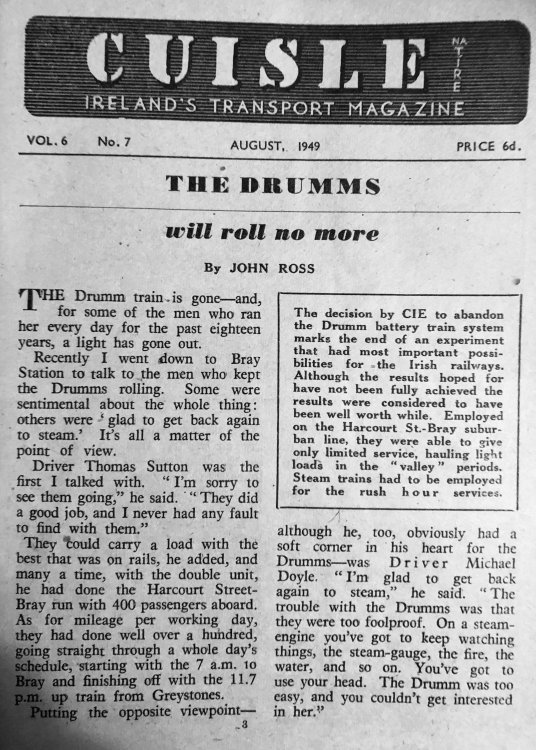 CUISLE
NA
TIRE
IRELAND'S TRANSPORT MAGAZINE
VOL. 6 No. 7 AUGUST, 1949 PRICE 6d.
THE DRUMMS
will roll no more
By JOHN ROSS
THE Drumm train is gone—and,
for some of the men who ran
her every day for the past eighteen
years, a light has gone out.
Recently I went down to Bray
Station to talk to the men who kept
the Drumms rolling. Some were
sentimental about the whole thing:
others were ' glad to get back again
to steam.' It's all a matter of the
point of view.
Driver Thomas Sutton was the
first I talked with. "I'm sorry to
see them going," he said. "They did
a good job, and I never had any fault
to find with them."
They could carry a load with the
best that was on rails, he added, and
many a time, with the double unit,
he had done the Harcourt Street-
Bray run with 400 passengers aboard.
As for mileage per working day,
they had done well over a hundred,
going straight through a whole day's
schedule, starting with the 7 a.m. to
Bray and finishing off with the 11.7
p.m. up train from Greystones.
Putting the opposite viewpoint—
The decision by CIE to abandon
the Drumm battery train system
marks the end of an experiment
that had most important possi-
bilities for the Irish railways.
Although the results hoped for
have not been fully achieved the
results were considered to have
been well worth while. Employed
on the Harcourt St.-Bray subur-
ban line, they were able to give
only limited service, hauling light
loads in the "valley" periods.
Steam trains had to be employed
for the rush hour services.
although he, too, obviously had a
soft corner in his heart for the
Drumms—was Driver Michael
Doyle. "I'm glad to get back
again to steam," he said. "The
trouble with the Drumms was that
they were too foolproof. On a steam-
engine you've got to keep watching
things, the steam-gauge, the fire, the
water, and so on. You've got to
use your head. The Drumm was too
easy, and you couldn't get interested
in her."
3